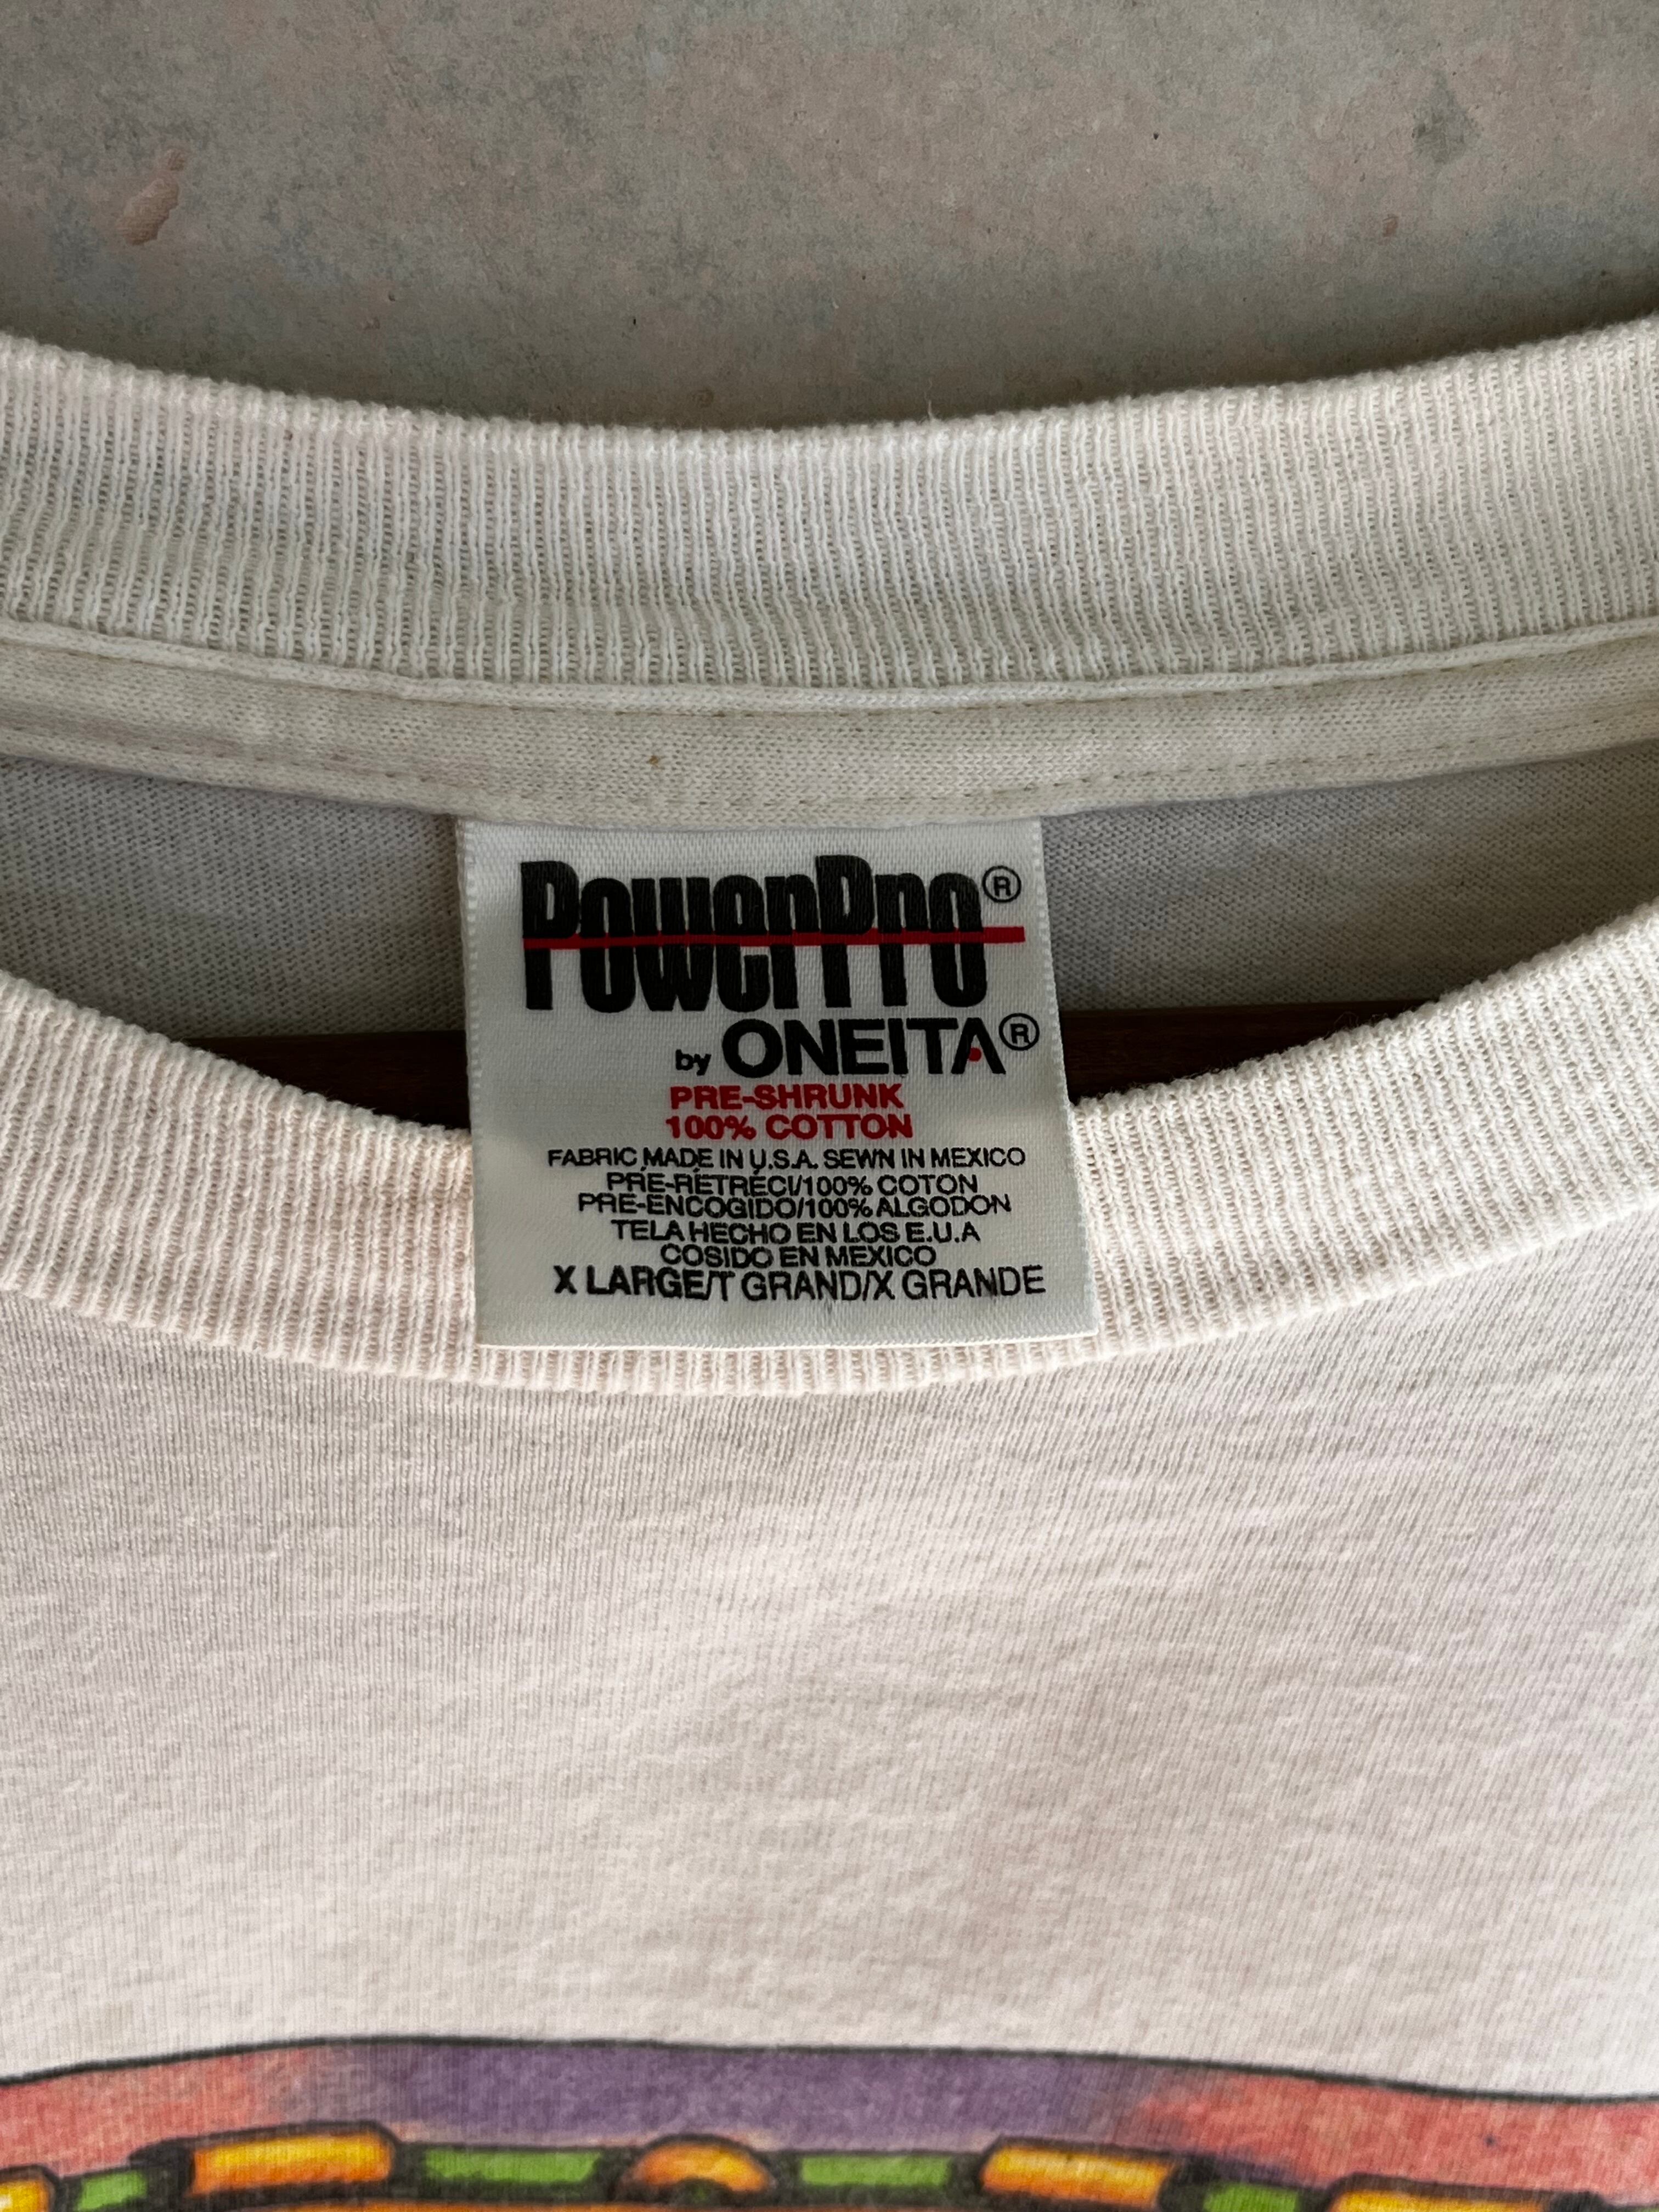 PowerPro®
by ONEITA®
PRE-SHRUNK
100% COTTON
FABRIC MADE IN U.S.A. SEWN IN MEXICO
PRÉ-RÉTRÉCI/100% COTON
PRE-ENCOGIDO/100% ALGODON
TELA HECHO EN LOS E.U.A
COSIDO EN MEXICO
X LARGE/T GRAND/X GRANDE